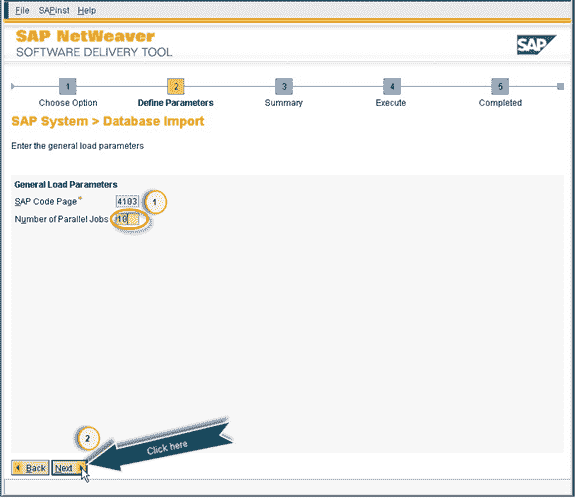 File SAPinst Help
SAP NetWeaver
SOFTWARE DELIVERY TOOL
SAP
1 2 3 4 5
Choose Option Define Parameters Summary Execute Completed
SAP System > Database Import
Enter the general load parameters
General Load Parameters
SAP Code Page * 4103 1
Number of Parallel Jobs 10
2
Click here
Back Next